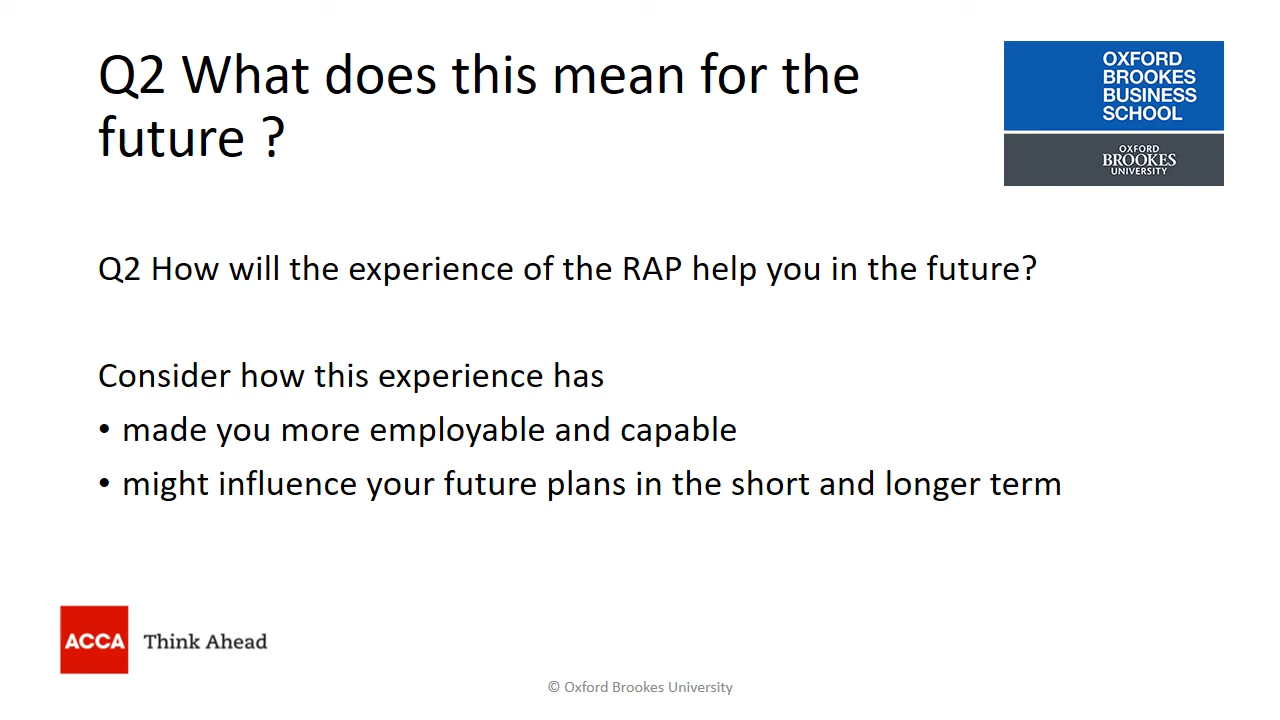 Q2 What does this mean for the
future ?
OXFORD
BROOKES
BUSINESS
SCHOOL
OXFORD
BROOKES
UNIVERSITY
Q2 How will the experience of the RAP help you in the future?
Consider how this experience has
• made you more employable and capable
• might influence your future plans in the short and longer term
ACCA Think Ahead
© Oxford Brookes University